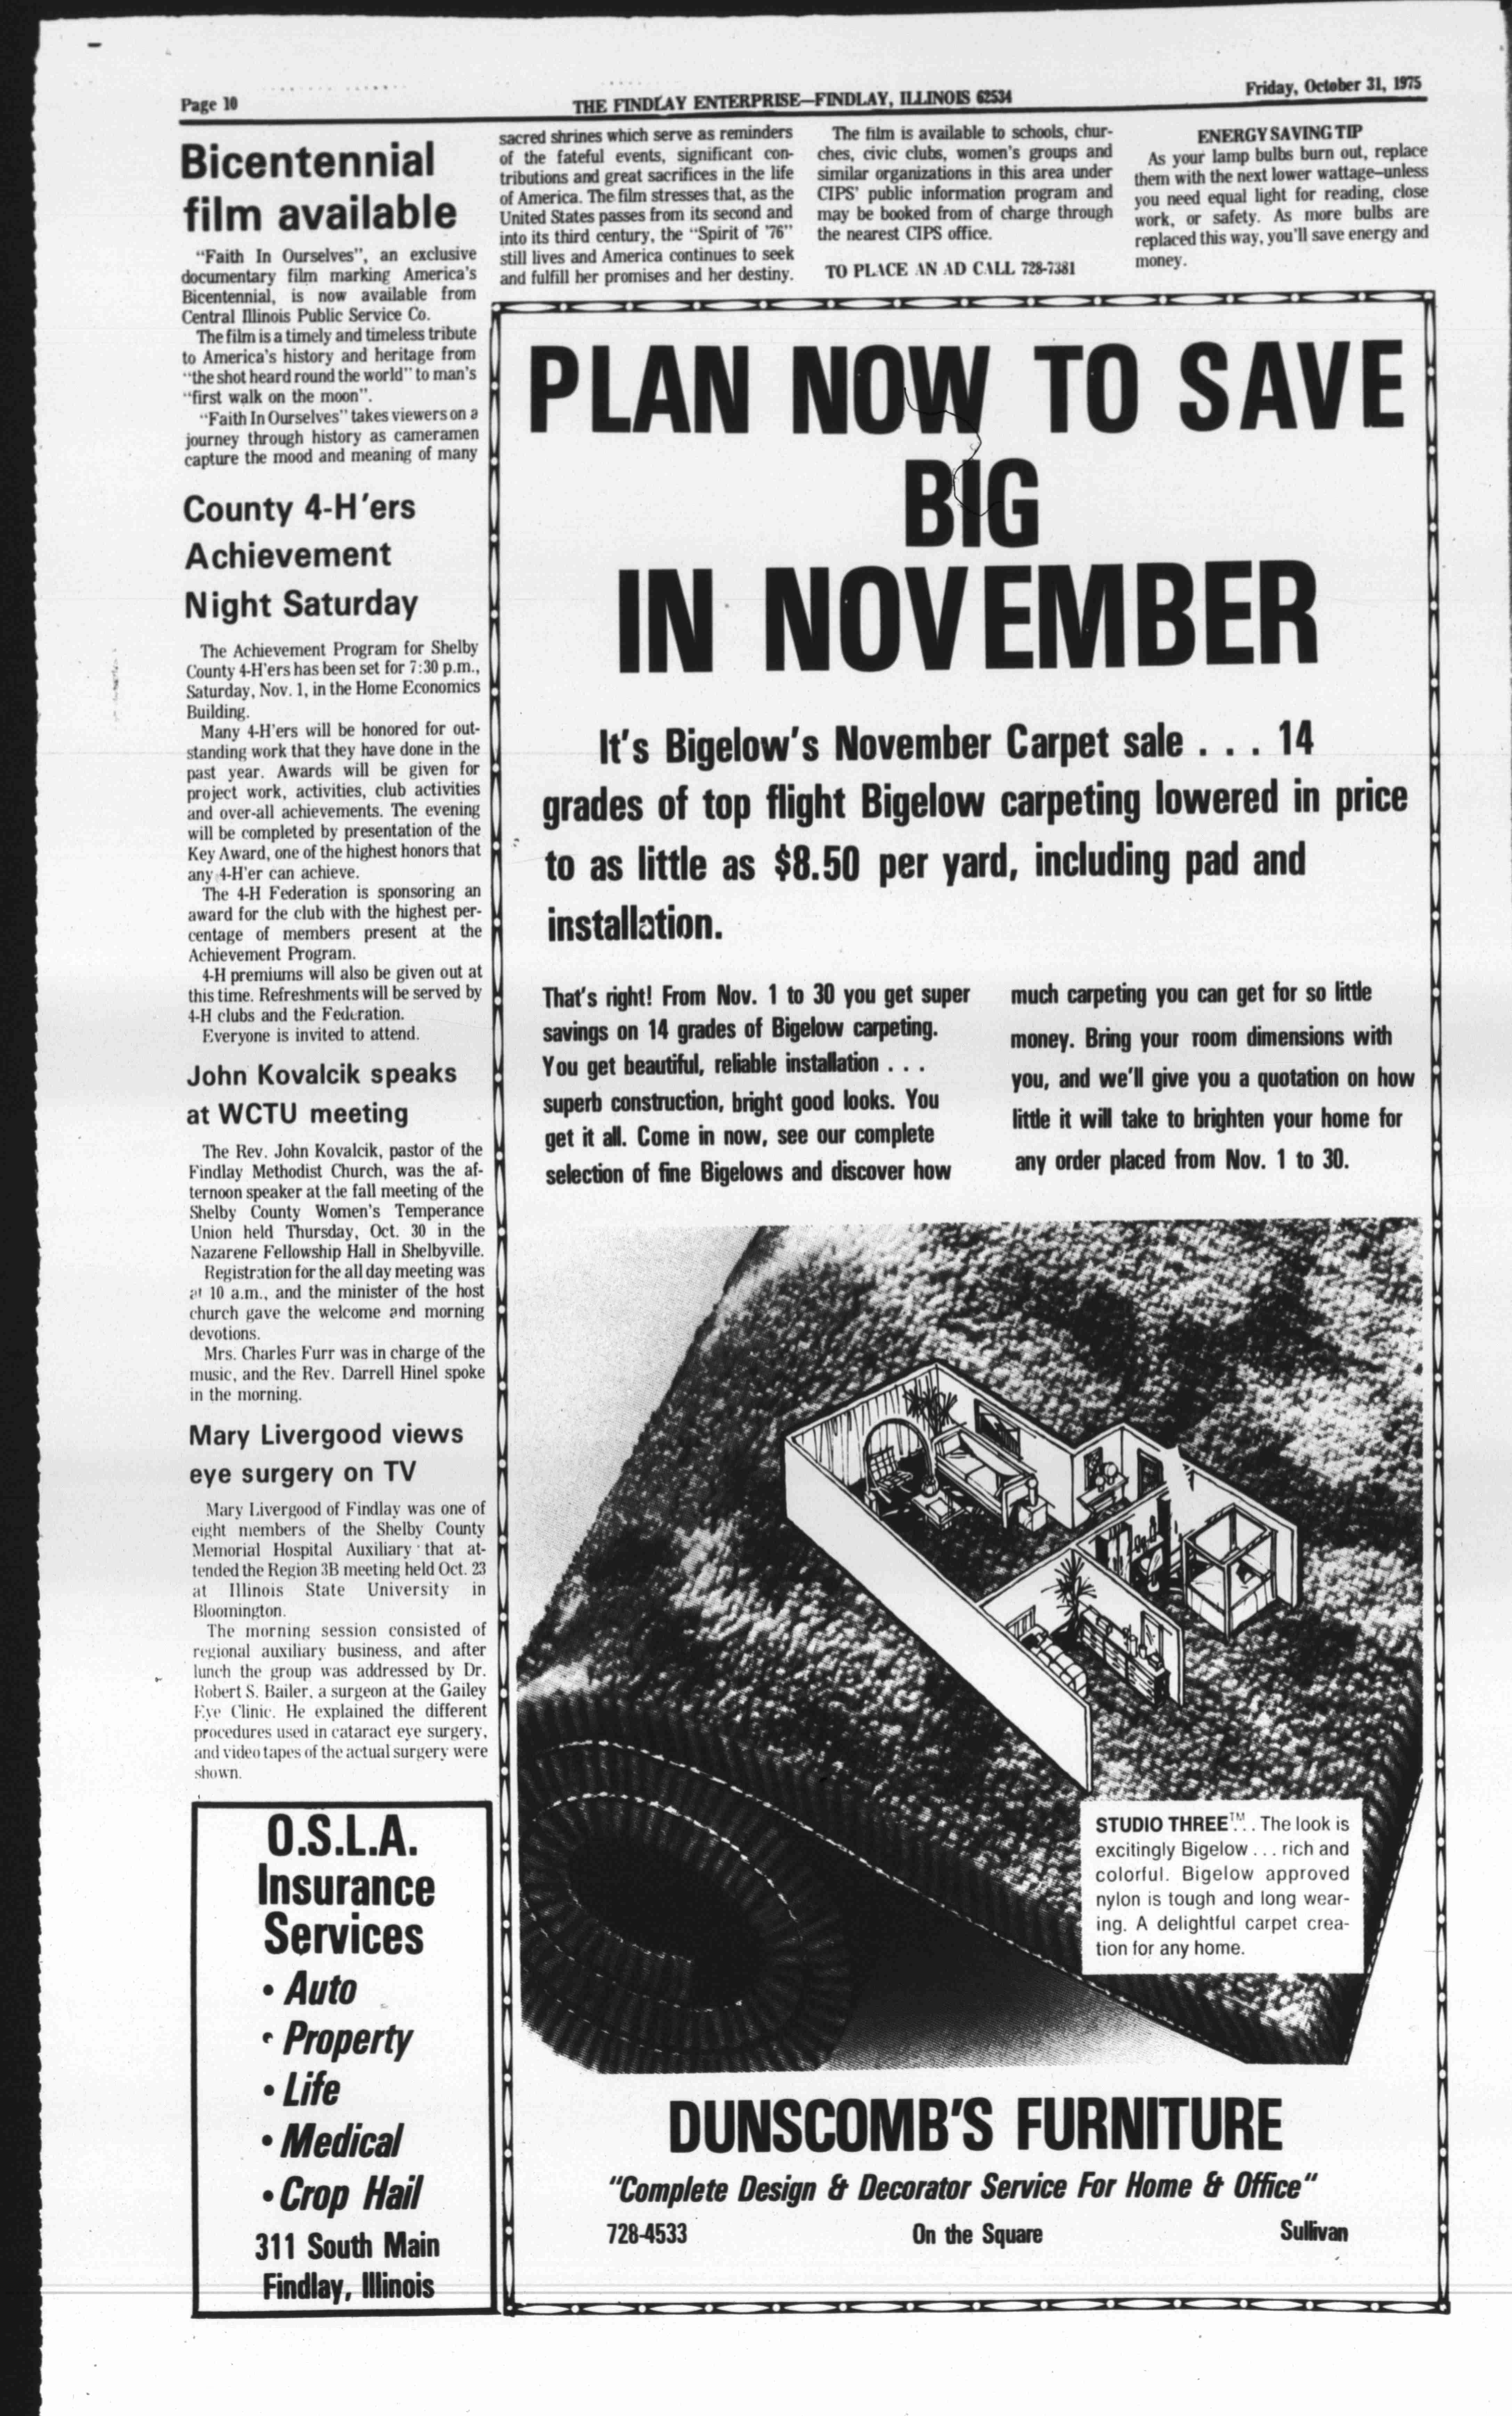 Page 10
THE FINDLAY ENTERPRISE—FINDLAY, ILLINOIS 62534
Friday, October 31, 1975
Bicentennial
film available
"Faith In Ourselves", an exclusive
documentary film marking America's
Bicentennial, is now available from
Central Illinois Public Service Co.
The film is a timely and timeless tribute
to America's history and heritage from
"the shot heard round the world" to man's
"first walk on the moon".
"Faith In Ourselves" takes viewers on a
journey through history as cameramen
capture the mood and meaning of many
sacred shrines which serve as reminders
of the fateful events, significant con-
tributions and great sacrifices in the life
of America. The film stresses that, as the
United States passes from its second and
into its third century, the "Spirit of '76"
still lives and America continues to seek
and fulfill her promises and her destiny.
The film is available to schools, chur-
ches, civic clubs, women's groups and
similar organizations in this area under
CIPS' public information program and
may be booked from of charge through
the nearest CIPS office.
TO PLACE AN AD CALL 728-7381
ENERGY SAVING TIP
As your lamp bulbs burn out, replace
them with the next lower wattage—unless
you need equal light for reading, close
work, or safety. As more bulbs are
replaced this way, you'll save energy and
money.
County 4-H'ers
Achievement
Night Saturday
The Achievement Program for Shelby
County 4-H'ers has been set for 7:30 p.m.,
Saturday, Nov. 1, in the Home Economics
Building.
Many 4-H'ers will be honored for out-
standing work that they have done in the
past year. Awards will be given for
project work, activities, club activities
and over-all achievements. The evening
will be completed by presentation of the
Key Award, one of the highest honors that
any 4-H'er can achieve.
The 4-H Federation is sponsoring an
award for the club with the highest per-
centage of members present at the
Achievement Program.
4-H premiums will also be given out at
this time. Refreshments will be served by
4-H clubs and the Federation.
Everyone is invited to attend.
John Kovalcik speaks
at WCTU meeting
The Rev. John Kovalcik, pastor of the
Findlay Methodist Church, was the af-
ternoon speaker at the fall meeting of the
Shelby County Women's Temperance
Union held Thursday, Oct. 30 in the
Nazarene Fellowship Hall in Shelbyville.
Registration for the all day meeting was
at 10 a.m., and the minister of the host
church gave the welcome and morning
devotions.
Mrs. Charles Furr was in charge of the
music, and the Rev. Darrell Hinel spoke
in the morning.
Mary Livergood views
eye surgery on TV
Mary Livergood of Findlay was one of
eight members of the Shelby County
Memorial Hospital Auxiliary that at-
tended the Region 3B meeting held Oct. 23
at Illinois State University in
Bloomington.
The morning session consisted of
regional auxiliary business, and after
lunch the group was addressed by Dr.
Robert S. Bailer, a surgeon at the Gailey
Eye Clinic. He explained the different
procedures used in cataract eye surgery,
and video tapes of the actual surgery were
shown.
O.S.L.A.
Insurance
Services
• Auto
• Property
• Life
• Medical
• Crop Hail
311 South Main
Findlay, Illinois
PLAN NOW TO SAVE
BIG
IN NOVEMBER
It's Bigelow's November Carpet sale . . . 14
grades of top flight Bigelow carpeting lowered in price
to as little as $8.50 per yard, including pad and
installation.
That's right! From Nov. 1 to 30 you get super
savings on 14 grades of Bigelow carpeting.
You get beautiful, reliable installation . . .
superb construction, bright good looks. You
get it all. Come in now, see our complete
selection of fine Bigelows and discover how
much carpeting you can get for so little
money. Bring your room dimensions with
you, and we'll give you a quotation on how
little it will take to brighten your home for
any order placed from Nov. 1 to 30.
STUDIO THREE™. . . The look is
excitingly Bigelow . . . rich and
colorful. Bigelow approved
nylon is tough and long wear-
ing. A delightful carpet crea-
tion for any home.
DUNSCOMB'S FURNITURE
"Complete Design & Decorator Service For Home & Office"
728-4533
On the Square
Sullivan